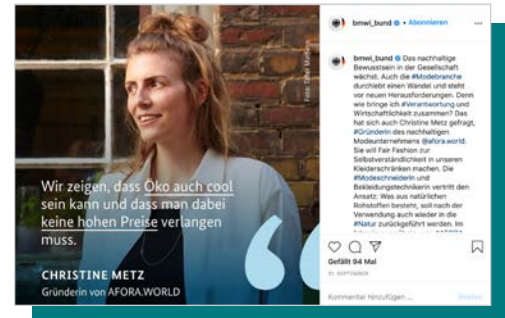 Wir zeigen, dass Öko auch cool
sein kann und dass man dabei
keine hohen Preise verlangen
muss.
CHRISTINE METZ
Gründerin von AFORA.WORLD
bmwi_bund • Abonnieren
bmwi_bund Das nachhaltige
Bewusstsein in der Gesellschaft
wächst. Auch die #Modebranche
durchlebt einen Wandel und steht
vor neuen Herausforderungen. Denn
wie bringe ich #Verantwortung und
Wirtschaftlichkeit zusammen? Das
hat sich auch Christine Metz gefragt,
#Gründerin des nachhaltigen
Modeunternehmens @afora.world.
Sie will Fair Fashion zur
Selbstverständlichkeit in unseren
Kleiderschränken machen. Die
#Modeschneiderin und
Bekleidungstechnikerin vertritt den
Ansatz: Was aus natürlichen
Rohstoffen besteht, soll nach der
Verwendung auch wieder in die
#Natur zurückgeführt werden. Im
Gefällt 94 Mal
21. SEPTEMBER
Kommentar hinzufügen ...
Posten